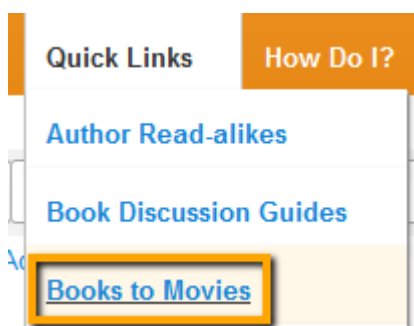 Quick Links How Do I?
Author Read-alikes
Book Discussion Guides
Books to Movies